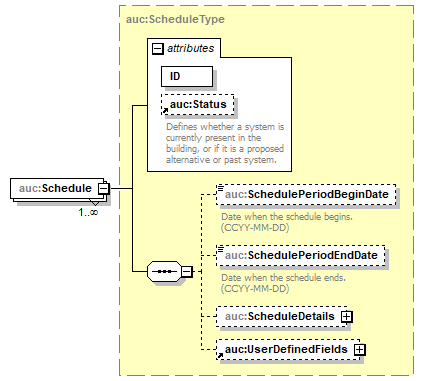 auc:ScheduleType
attributes
ID
auc:Status
Defines whether a system is
currently present in the
building, or if it is a proposed
alternative or past system.
auc:Schedule
1..∞
auc:SchedulePeriodBeginDate
Date when the schedule begins.
(CCYY-MM-DD)
auc:SchedulePeriodEndDate
Date when the schedule ends.
(CCYY-MM-DD)
auc:ScheduleDetails
auc:UserDefinedFields